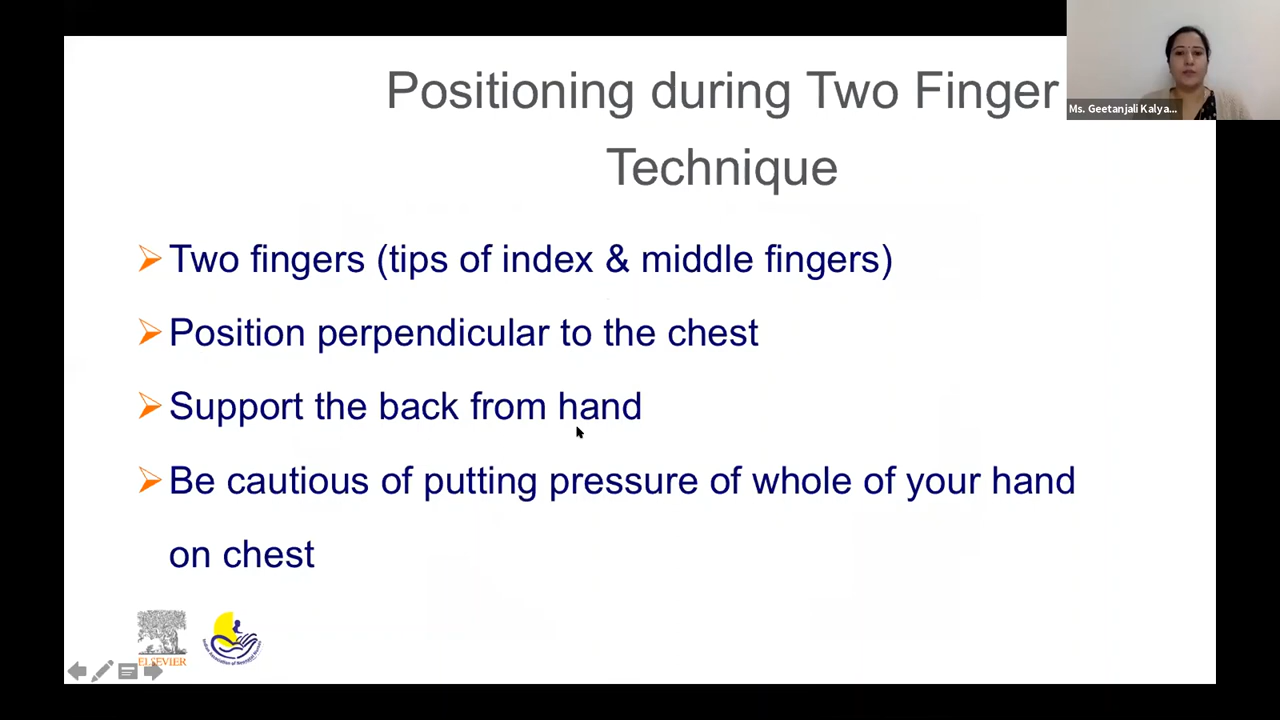 Positioning during Two Finger
Technique
Ms. Geetanjali Kalya...
Two fingers (tips of index & middle fingers)
Position perpendicular to the chest
Support the back from hand
Be cautious of putting pressure of whole of your hand
on chest
ELSEVIER